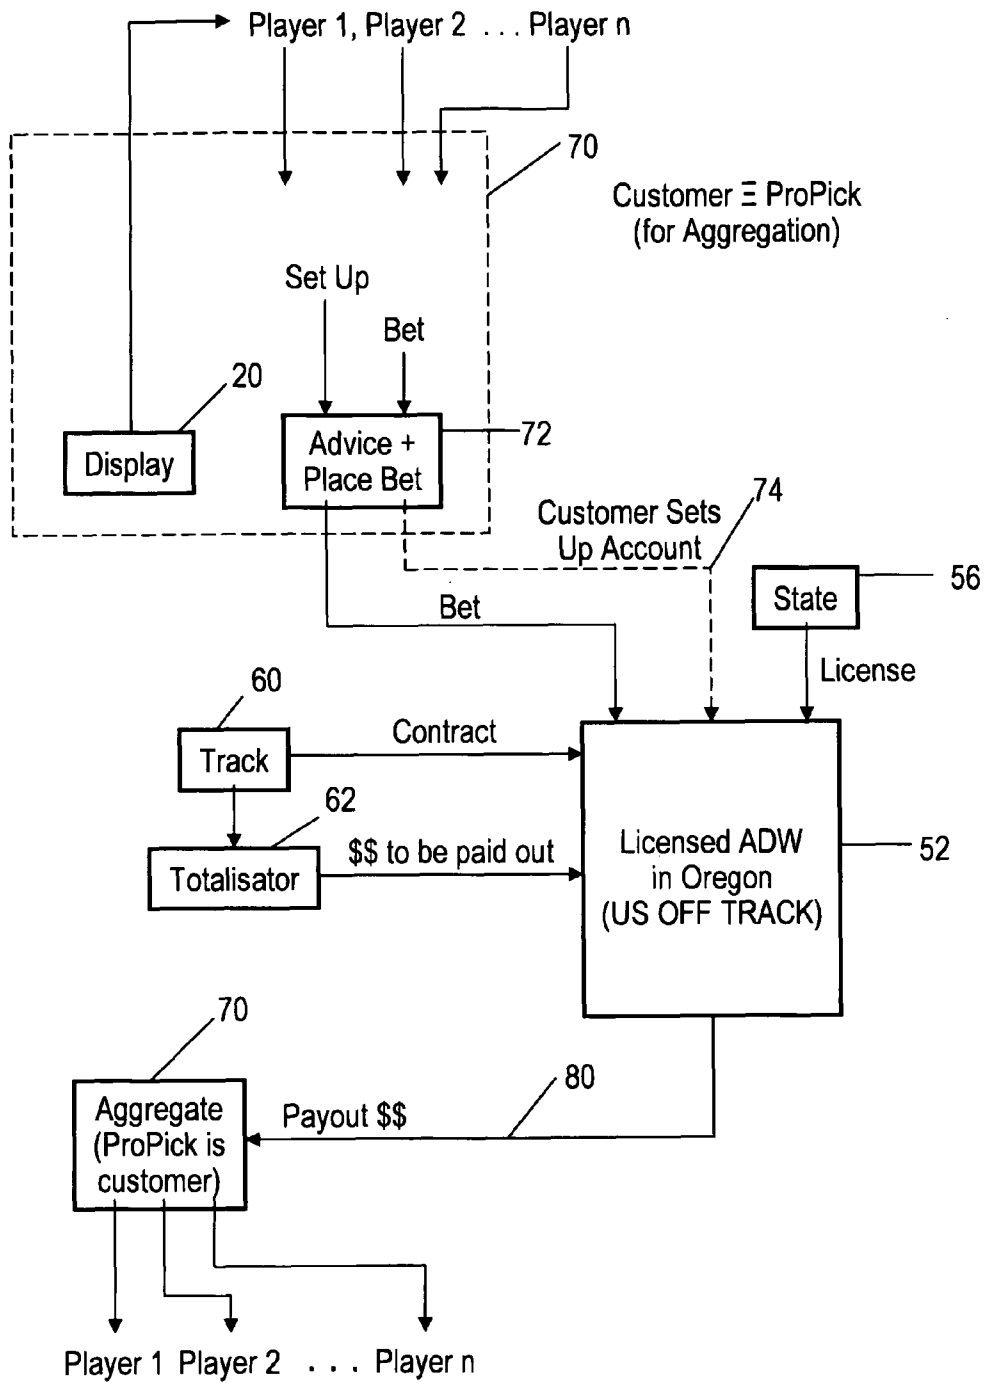 Player 1, Player 2 ... Player n
70
Customer Ξ ProPick
(for Aggregation)
Set Up
Bet
20
Display
Advice +
Place Bet
72
74
Customer Sets
Up Account
56
State
Bet
License
60
Track
Contract
62
Totalisator
$$ to be paid out
Licensed ADW
in Oregon
(US OFF TRACK)
52
70
Aggregate
(ProPick is
customer)
Payout $$
80
Player 1 Player 2 ... Player n